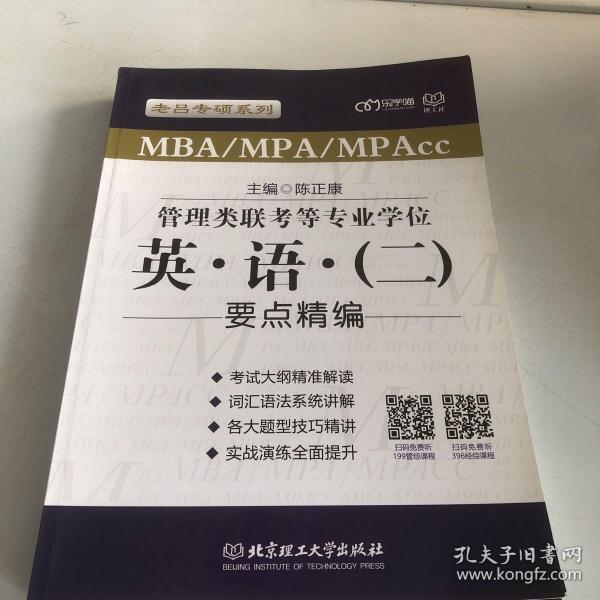 老吕专硕系列
乐学喵
理工社
MBA/MPA/MPAcc
主编◎陈正康
管理类联考等专业学位
英·语·(二)
要点精编
◆ 考试大纲精准解读
◆ 词汇语法系统讲解
◆ 各大题型技巧精讲
◆ 实战演练全面提升
扫码免费听
199管综课程
扫码免费听
396经综课程
北京理工大学出版社
BEIJING INSTITUTE OF TECHNOLOGY PRESS
孔夫子旧书网
www.kongfz.com